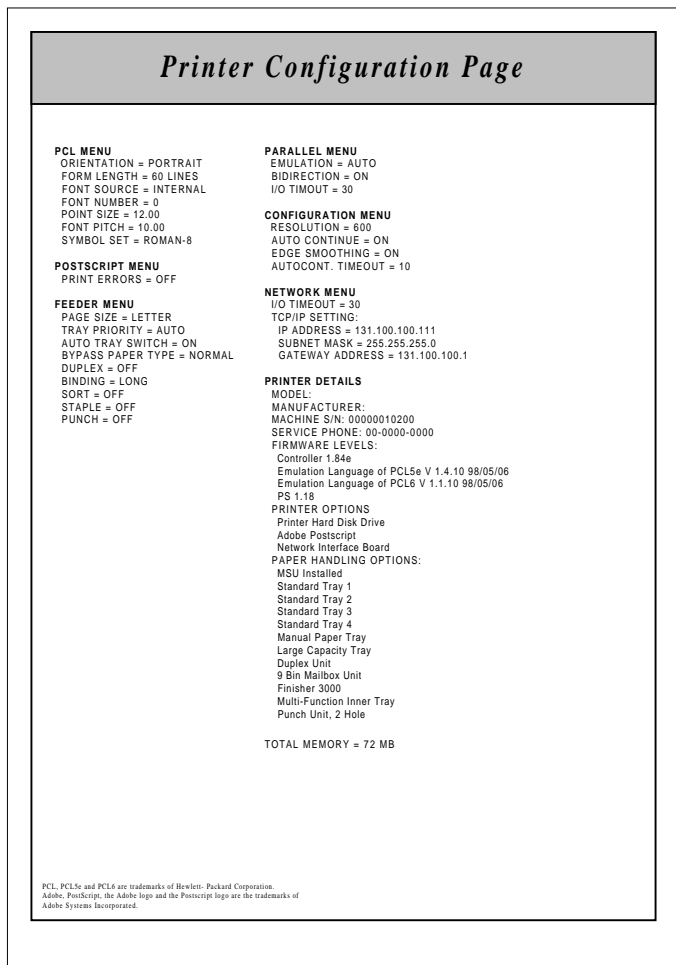 Printer Configuration Page
PCL MENU
ORIENTATION = PORTRAIT
FORM LENGTH = 60 LINES
FONT SOURCE = INTERNAL
FONT NUMBER = 0
POINT SIZE = 12.00
FONT PITCH = 10.00
SYMBOL SET = ROMAN-8
POSTSCRIPT MENU
PRINT ERRORS = OFF
FEEDER MENU
PAGE SIZE = LETTER
TRAY PRIORITY = AUTO
AUTO TRAY SWITCH = ON
BYPASS PAPER TYPE = NORMAL
DUPLEX = OFF
BINDING = LONG
SORT = OFF
STAPLE = OFF
PUNCH = OFF
PARALLEL MENU
EMULATION = AUTO
BIDIRECTION = ON
I/O TIMOUT = 30
CONFIGURATION MENU
RESOLUTION = 600
AUTO CONTINUE = ON
EDGE SMOOTHING = ON
AUTOCONT. TIMEOUT = 10
NETWORK MENU
I/O TIMEOUT = 30
TCP/IP SETTING:
IP ADDRESS = 131.100.100.111
SUBNET MASK = 255.255.255.0
GATEWAY ADDRESS = 131.100.100.1
PRINTER DETAILS
MODEL:
MANUFACTURER:
MACHINE S/N: 00000010200
SERVICE PHONE: 00-0000-0000
FIRMWARE LEVELS:
Controller 1.84e
Emulation Language of PCL5e V 1.4.10 98/05/06
Emulation Language of PCL6 V 1.1.10 98/05/06
PS 1.18
PRINTER OPTIONS
Printer Hard Disk Drive
Adobe Postscript
Network Interface Board
PAPER HANDLING OPTIONS:
MSU Installed
Standard Tray 1
Standard Tray 2
Standard Tray 3
Standard Tray 4
Manual Paper Tray
Large Capacity Tray
Duplex Unit
9 Bin Mailbox Unit
Finisher 3000
Multi-Function Inner Tray
Punch Unit, 2 Hole
TOTAL MEMORY = 72 MB
PCL, PCL5e and PCL6 are trademarks of Hewlett- Packard Corporation.
Adobe, PostScript, the Adobe logo and the Postscript logo are the trademarks of
Adobe Systems Incorporated.